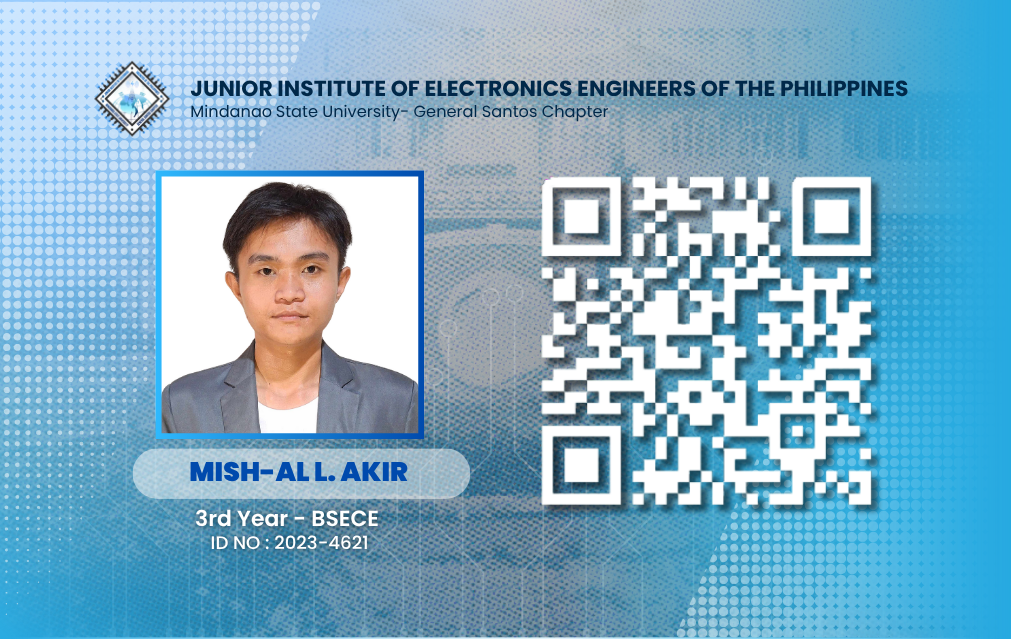 JUNIOR INSTITUTE OF ELECTRONICS ENGINEERS OF THE PHILIPPINES
Mindanao State University- General Santos Chapter
MISH-AL L. AKIR
3rd Year - BSECE
ID NO : 2023-4621